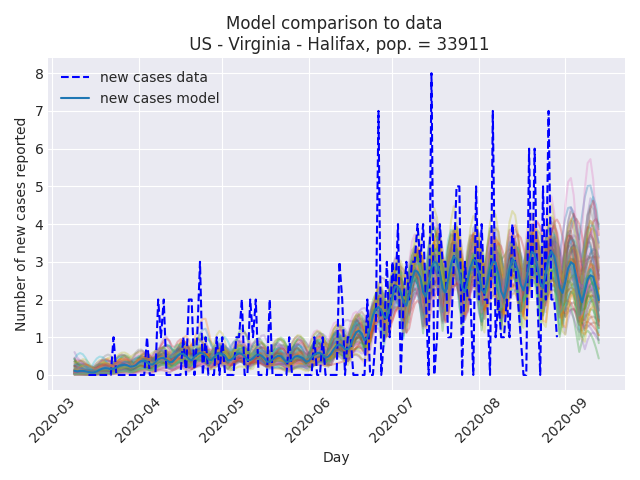 Model comparison to data
US - Virginia - Halifax, pop. = 33911
new cases data
new cases model
Number of new cases reported
8
7
6
5
4
3
2
1
0
2020-03
2020-04
2020-05
2020-06
2020-07
2020-08
2020-09
Day